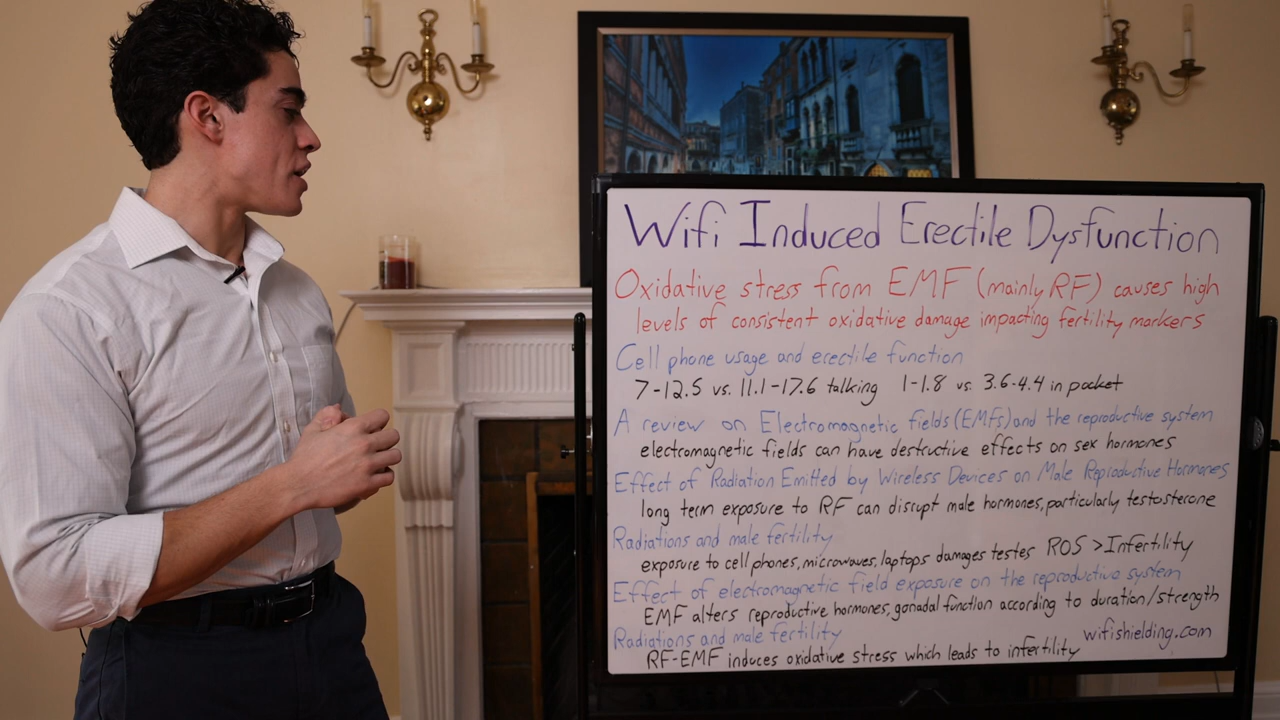 Wifi Induced Erectile Dysfunction
Oxidative stress from EMF (mainly RF) causes high
levels of consistent oxidative damage impacting fertility markers
Cell phone usage and erectile function
7-12.5 vs. 11.1-17.6 talking 1-1.8 vs. 3.6-4.4 in pocket
A review on Electromagnetic fields (EMFs) and the reproductive system
electromagnetic fields can have destructive effects on sex hormones
Effect of Radiation Emitted by Wireless Devices on Male Reproductive Hormones
long term exposure to RF can disrupt male hormones, particularly testosterone
Radiations and male fertility
exposure to cell phones, microwaves, laptops damages testes ROS > Infertility
Effect of electromagnetic field exposure on the reproductive system
EMF alters reproductive hormones, gonadal function according to duration/strength
Radiations and male fertility
wifishielding.com
RF-EMF induces oxidative stress which leads to infertility